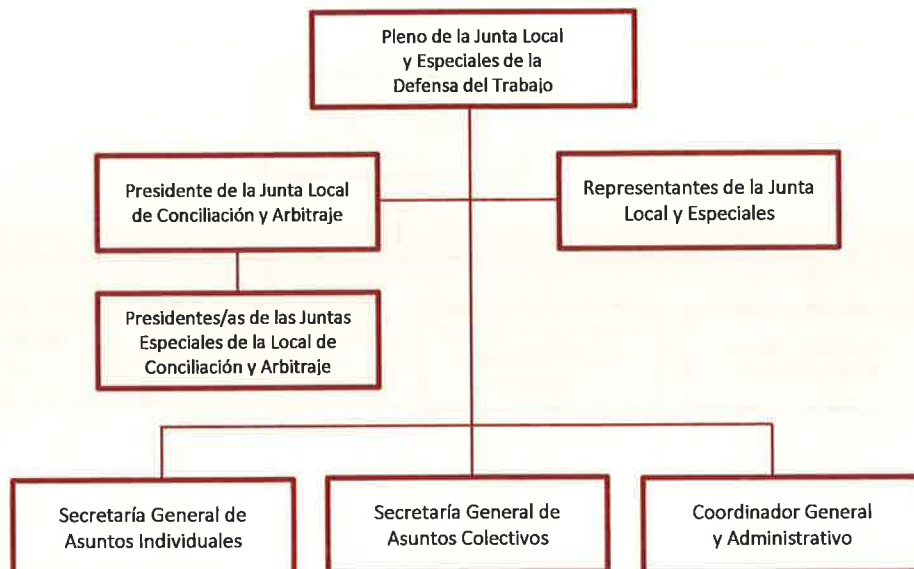 Pleno de la Junta Local
y Especiales de la
Defensa del Trabajo
Presidente de la Junta Local
de Conciliación y Arbitraje
Representantes de la Junta
Local y Especiales
Presidentes/as de las Juntas
Especiales de la Local de
Conciliación y Arbitraje
Secretaría General de
Asuntos Individuales
Secretaría General de
Asuntos Colectivos
Coordinador General
y Administrativo